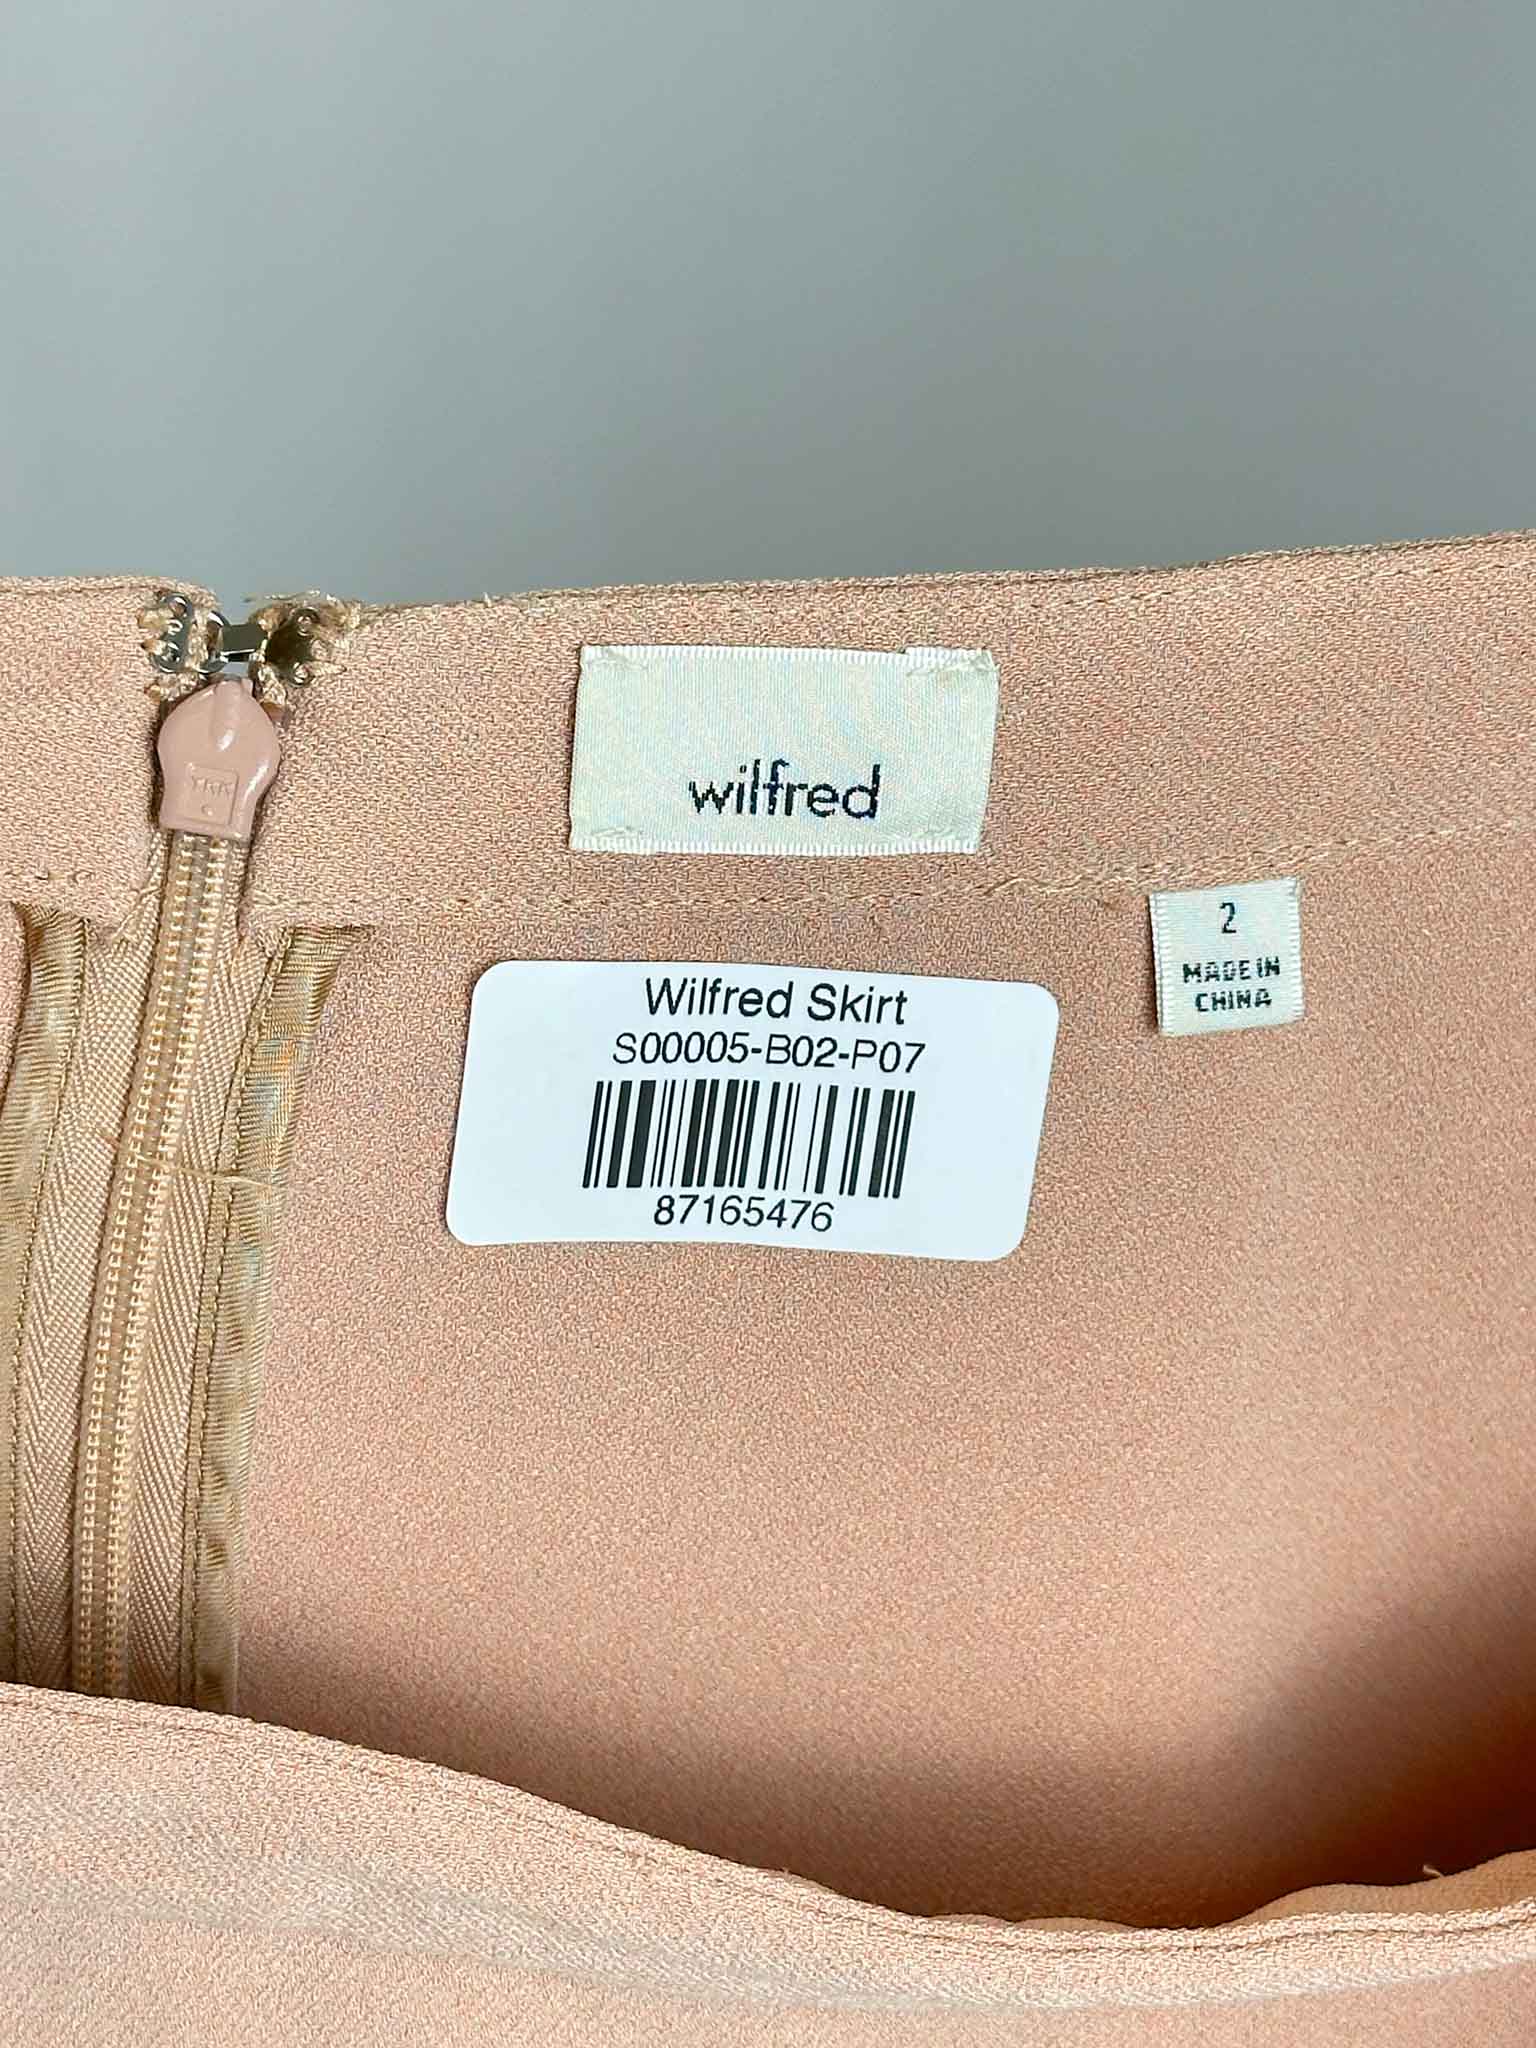 wilfred
2
MADE IN
CHINA
Wilfred Skirt
S00005-B02-P07
87165476